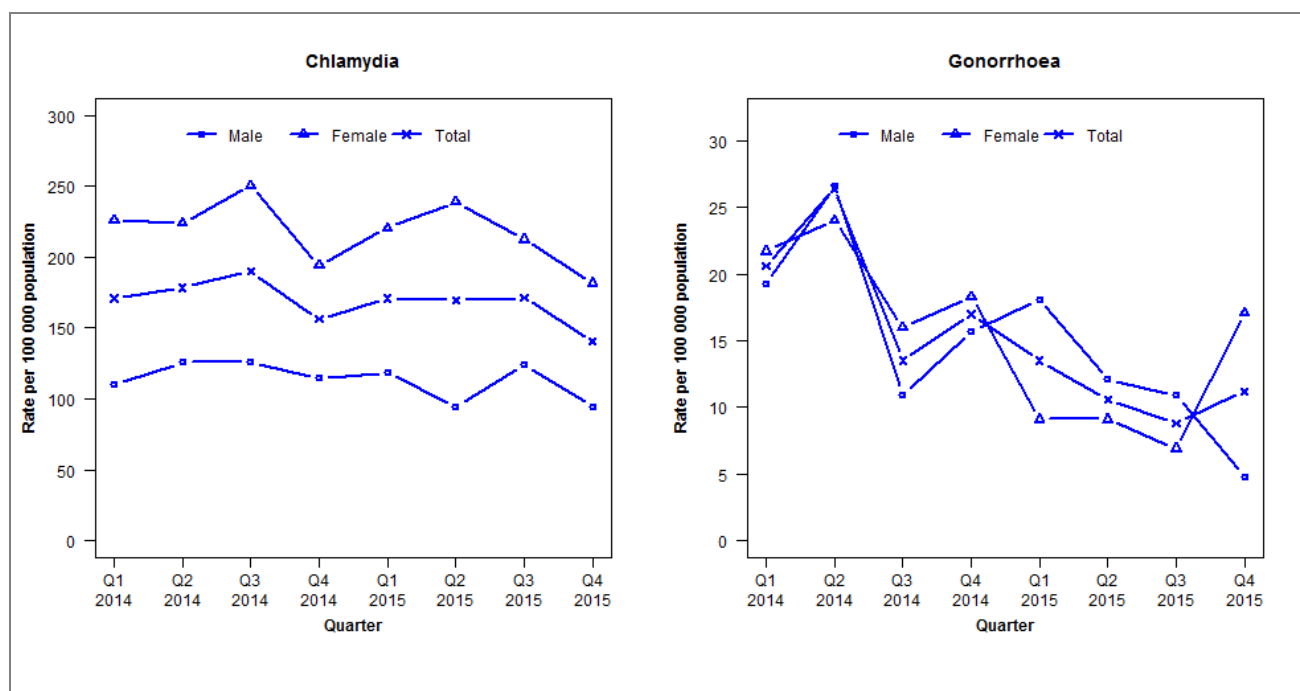 Chlamydia
Rate per 100 000 population
300
250
200
150
100
50
0
Male Female Total
Q1 Q2 Q3 Q4 Q1 Q2 Q3 Q4
2014 2014 2014 2014 2015 2015 2015 2015
Quarter
Gonorrhoea
Rate per 100 000 population
30
25
20
15
10
5
0
Male Female Total
Q1 Q2 Q3 Q4 Q1 Q2 Q3 Q4
2014 2014 2014 2014 2015 2015 2015 2015
Quarter